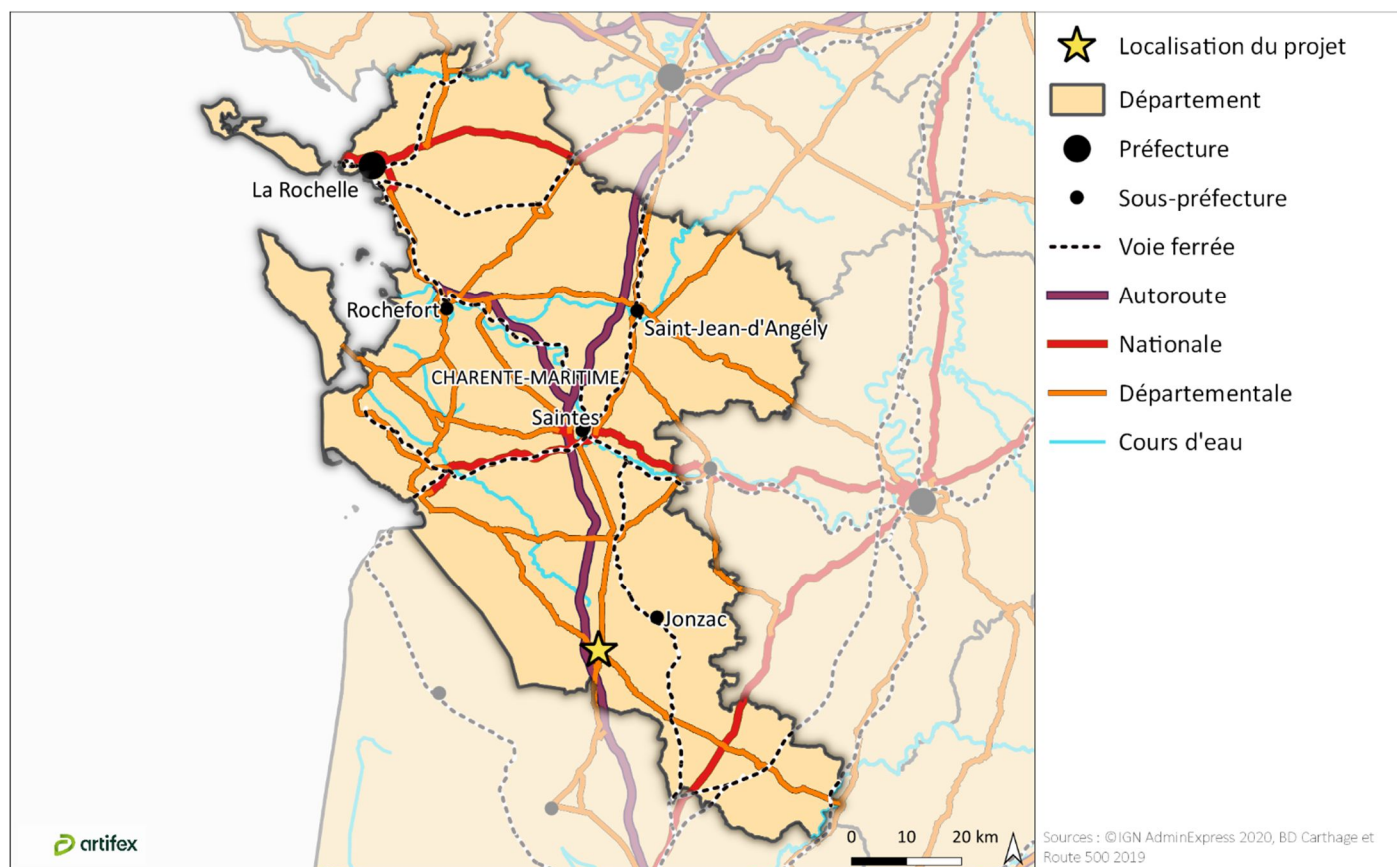 La Rochelle
Rochefort
Saint-Jean-d'Angély
CHARENTE-MARITIME
Saintes
Jonzac
artifex
0 10 20 km
Localisation du projet
Département
Préfecture
Sous-préfecture
Voie ferrée
Autoroute
Nationale
Départementale
Cours d'eau
Sources : ©IGN AdminExpress 2020, BD Carthage et
Route 500 2019